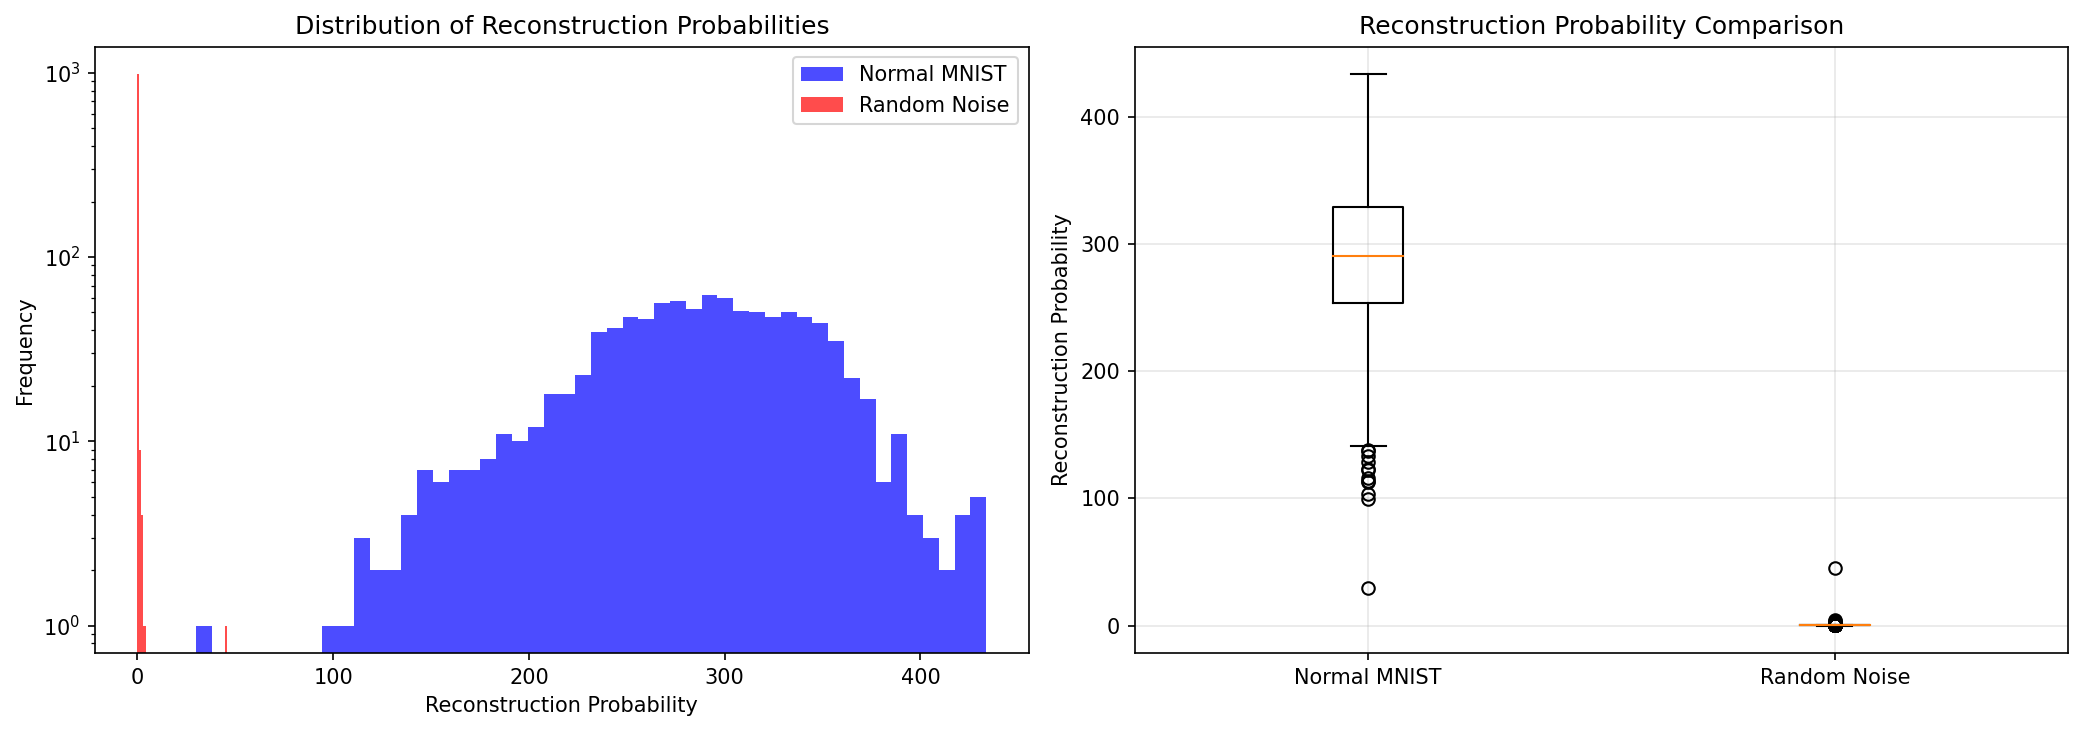 Distribution of Reconstruction Probabilities
10³
10²
10¹
10⁰
Frequency
Normal MNIST
Random Noise
0 100 200 300 400
Reconstruction Probability
Reconstruction Probability Comparison
400
300
200
100
0
Reconstruction Probability
Normal MNIST Random Noise